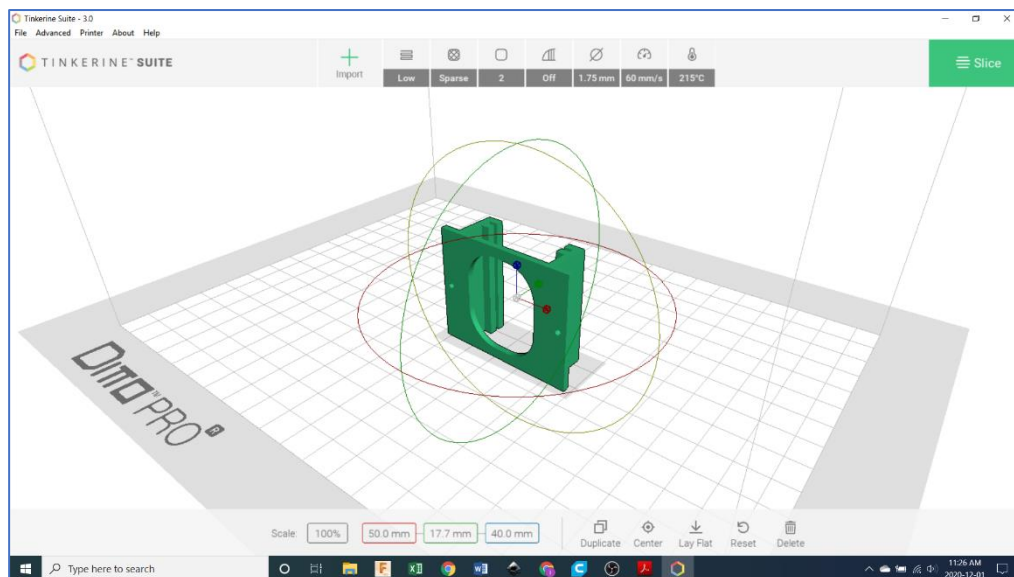 Tinkerine Suite - 3.0
File Advanced Printer About Help
TINKERINE™ SUITE
Import
Low
Sparse
2
Off
1.75 mm
60 mm/s
215°C
Slice
DITTO™ PRO R
Scale: 100% 50.0 mm 17.7 mm 40.0 mm
Duplicate Center Lay Flat Reset Delete
Type here to search
11:26 AM
2020-12-01